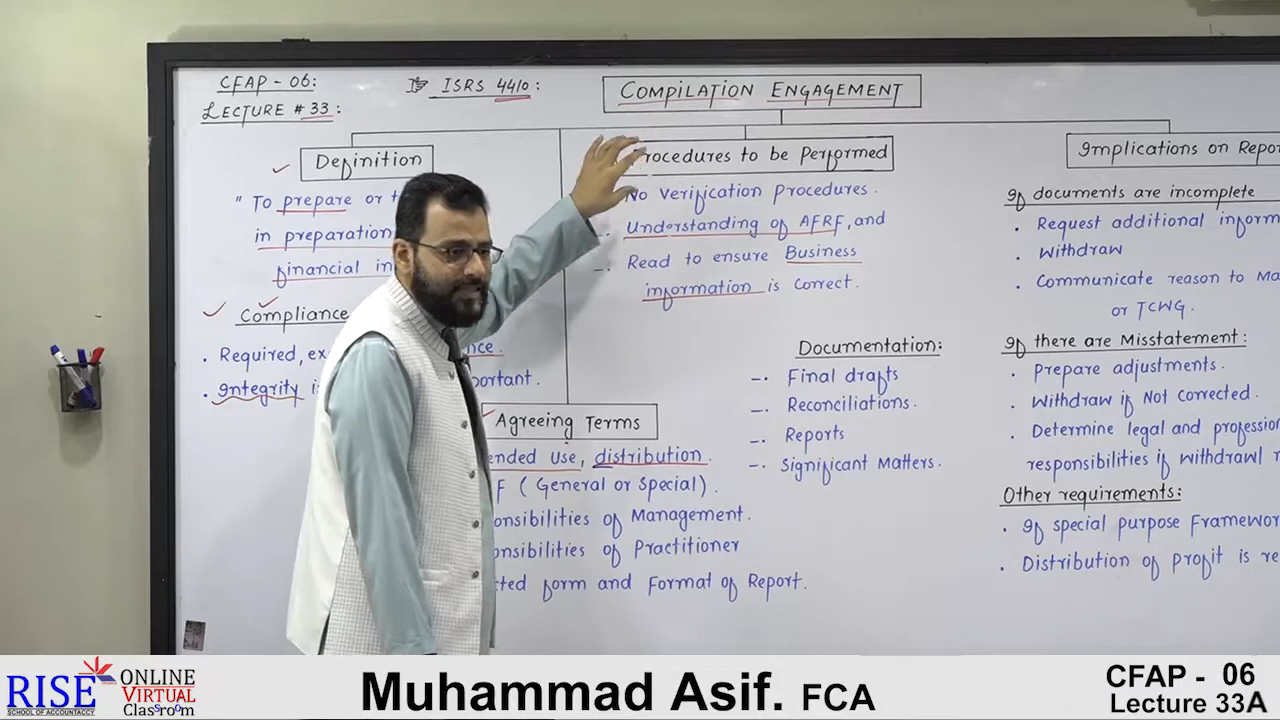 CFAP - 06:
LECTURE # 33 :
ISRS 4410 :
COMPILATION ENGAGEMENT
Definition
" To prepare or
in preparation
financial in
Compliance
. Required, ex
. Integrity is
portant.
Procedures to be Performed
No Verification Procedures.
Understanding of AFRF, and
Read to ensure Business
information is correct.
Agreeing Terms
ended Use, distribution.
F ( General or Special).
onsibilities of Management.
onsibilities of Practitioner
cted form and Format of Report.
Documentation:
Final drafts
Reconciliations.
Reports
Significant Matters.
Implications on Repor
If documents are incomplete
. Request additional inform
. Withdraw
. Communicate reason to Ma
or TCWG.
If there are Misstatement:
. Prepare adjustments.
. Withdraw if Not Corrected.
. Determine legal and profession
responsibilities if withdrawl
Other requirements:
. If special purpose Framewor
. Distribution of profit is re
RISE
SCHOOL OF ACCOUNTANCY
ONLINE
VIRTUAL
Classroom
Muhammad Asif. FCA
CFAP - 06
Lecture 33A